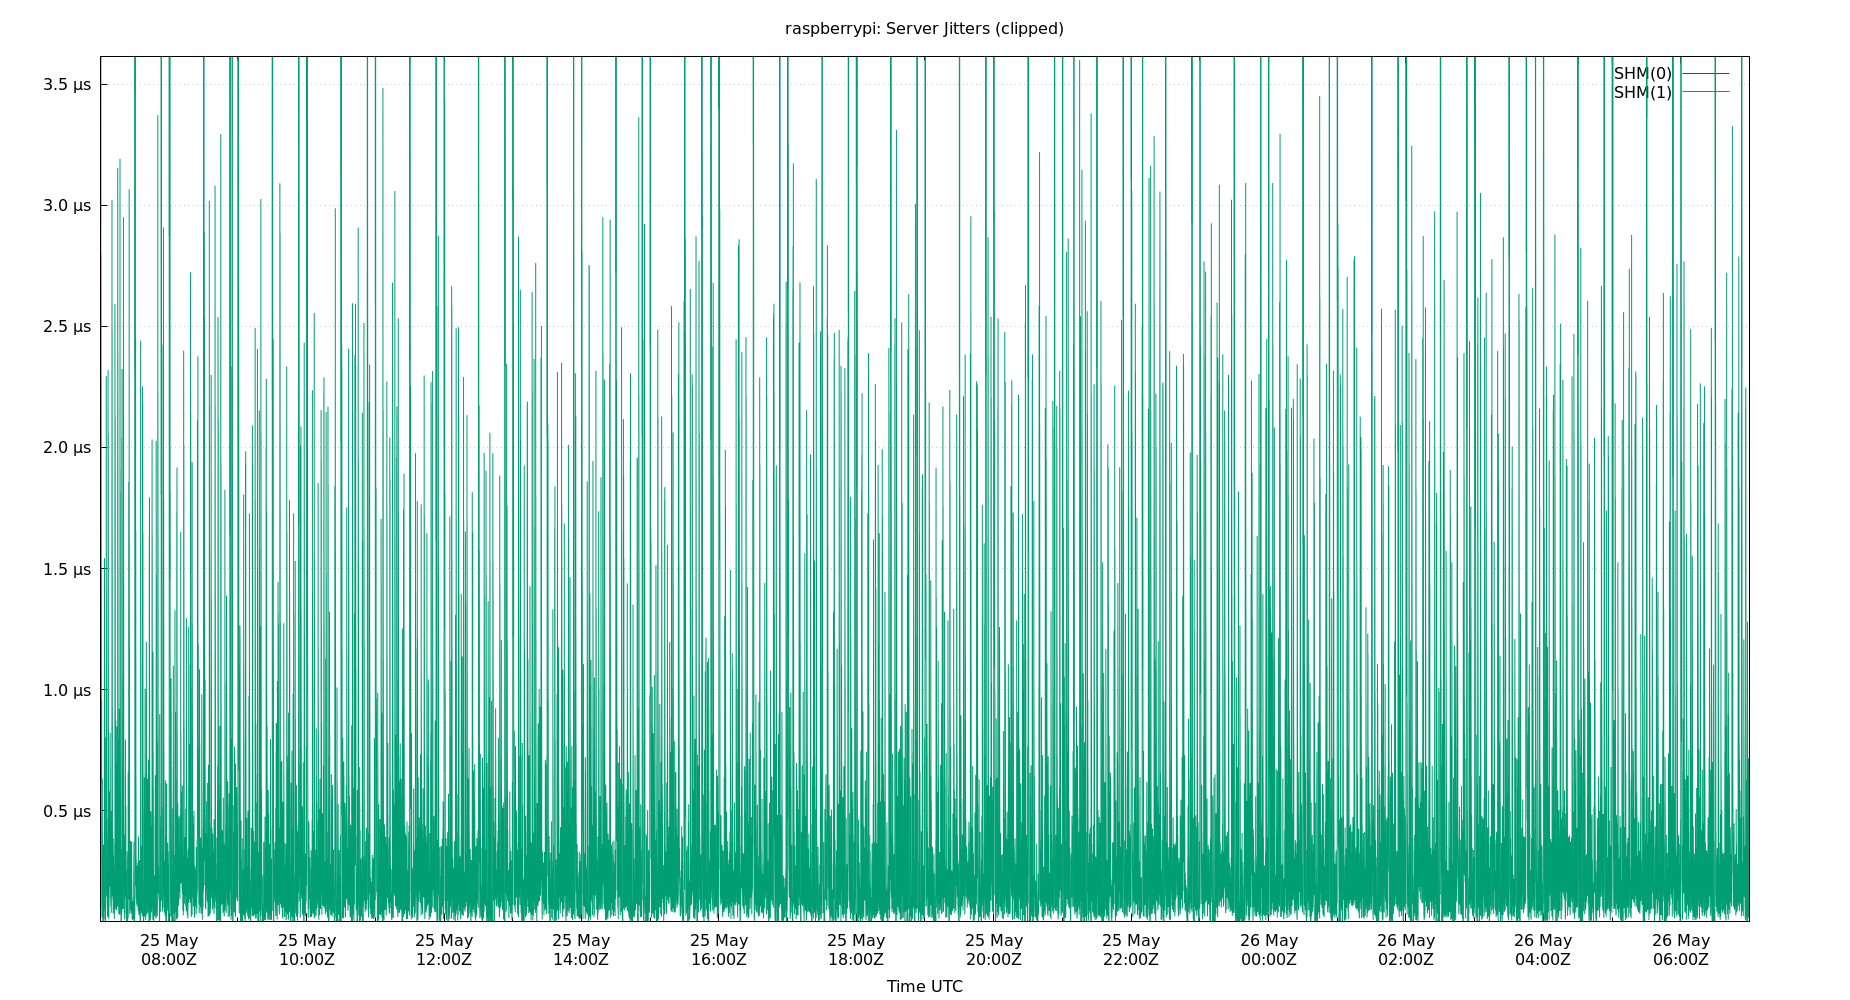 raspberrypi: Server Jitters (clipped)
SHM(0)
SHM(1)
3.5 μs
3.0 μs
2.5 μs
2.0 μs
1.5 μs
1.0 μs
0.5 μs
25 May 25 May 25 May 25 May 25 May 25 May 25 May 25 May 26 May 26 May 26 May 26 May
08:00Z 10:00Z 12:00Z 14:00Z 16:00Z 18:00Z 20:00Z 22:00Z 00:00Z 02:00Z 04:00Z 06:00Z
Time UTC